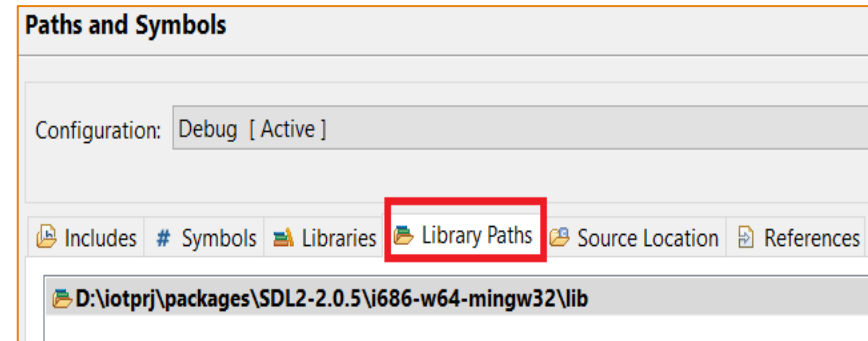 Paths and Symbols
Configuration: Debug [ Active ]
Includes # Symbols Libraries Library Paths Source Location References
D:\iotprj\packages\SDL2-2.0.5\i686-w64-mingw32\lib